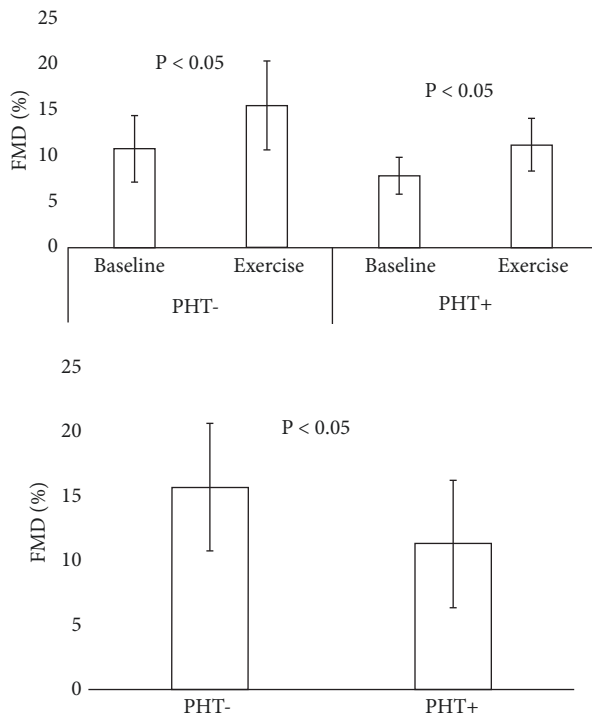 25
20
15
10
5
0
FMD (%)
P < 0.05
P < 0.05
Baseline
Exercise
Baseline
Exercise
PHT-
PHT+
25
20
15
10
5
0
FMD (%)
P < 0.05
PHT-
PHT+